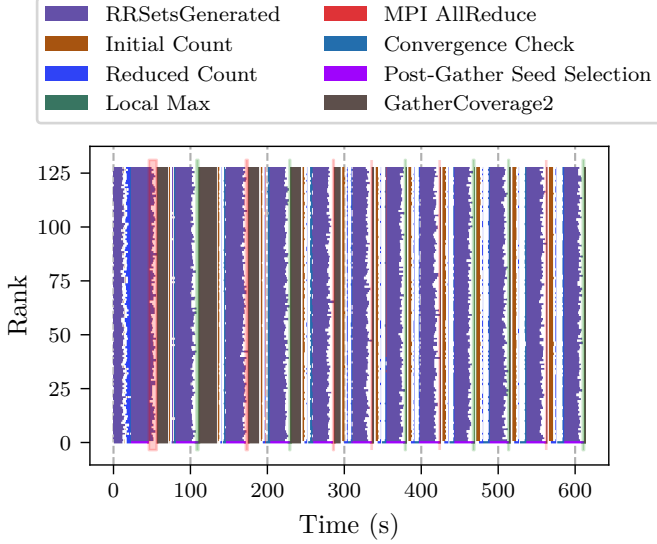 RRSetsGenerated
Initial Count
Reduced Count
Local Max
MPI AllReduce
Convergence Check
Post-Gather Seed Selection
GatherCoverage2
125
100
75
50
25
0
Rank
0 100 200 300 400 500 600
Time (s)